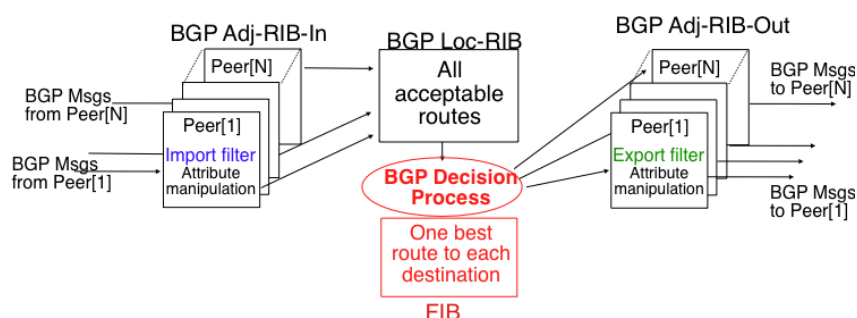 BGP Adj-RIB-In
Peer[N]
BGP Msgs
from Peer[N]
Peer[1]
Import filter
Attribute
manipulation
BGP Msgs
from Peer[1]
BGP Loc-RIB
All
acceptable
routes
BGP Decision
Process
One best
route to each
destination
FIB
BGP Adj-RIB-Out
Peer[N]
Peer[1]
Export filter
Attribute
manipulation
BGP Msgs
to Peer[N]
BGP Msgs
to Peer[1]